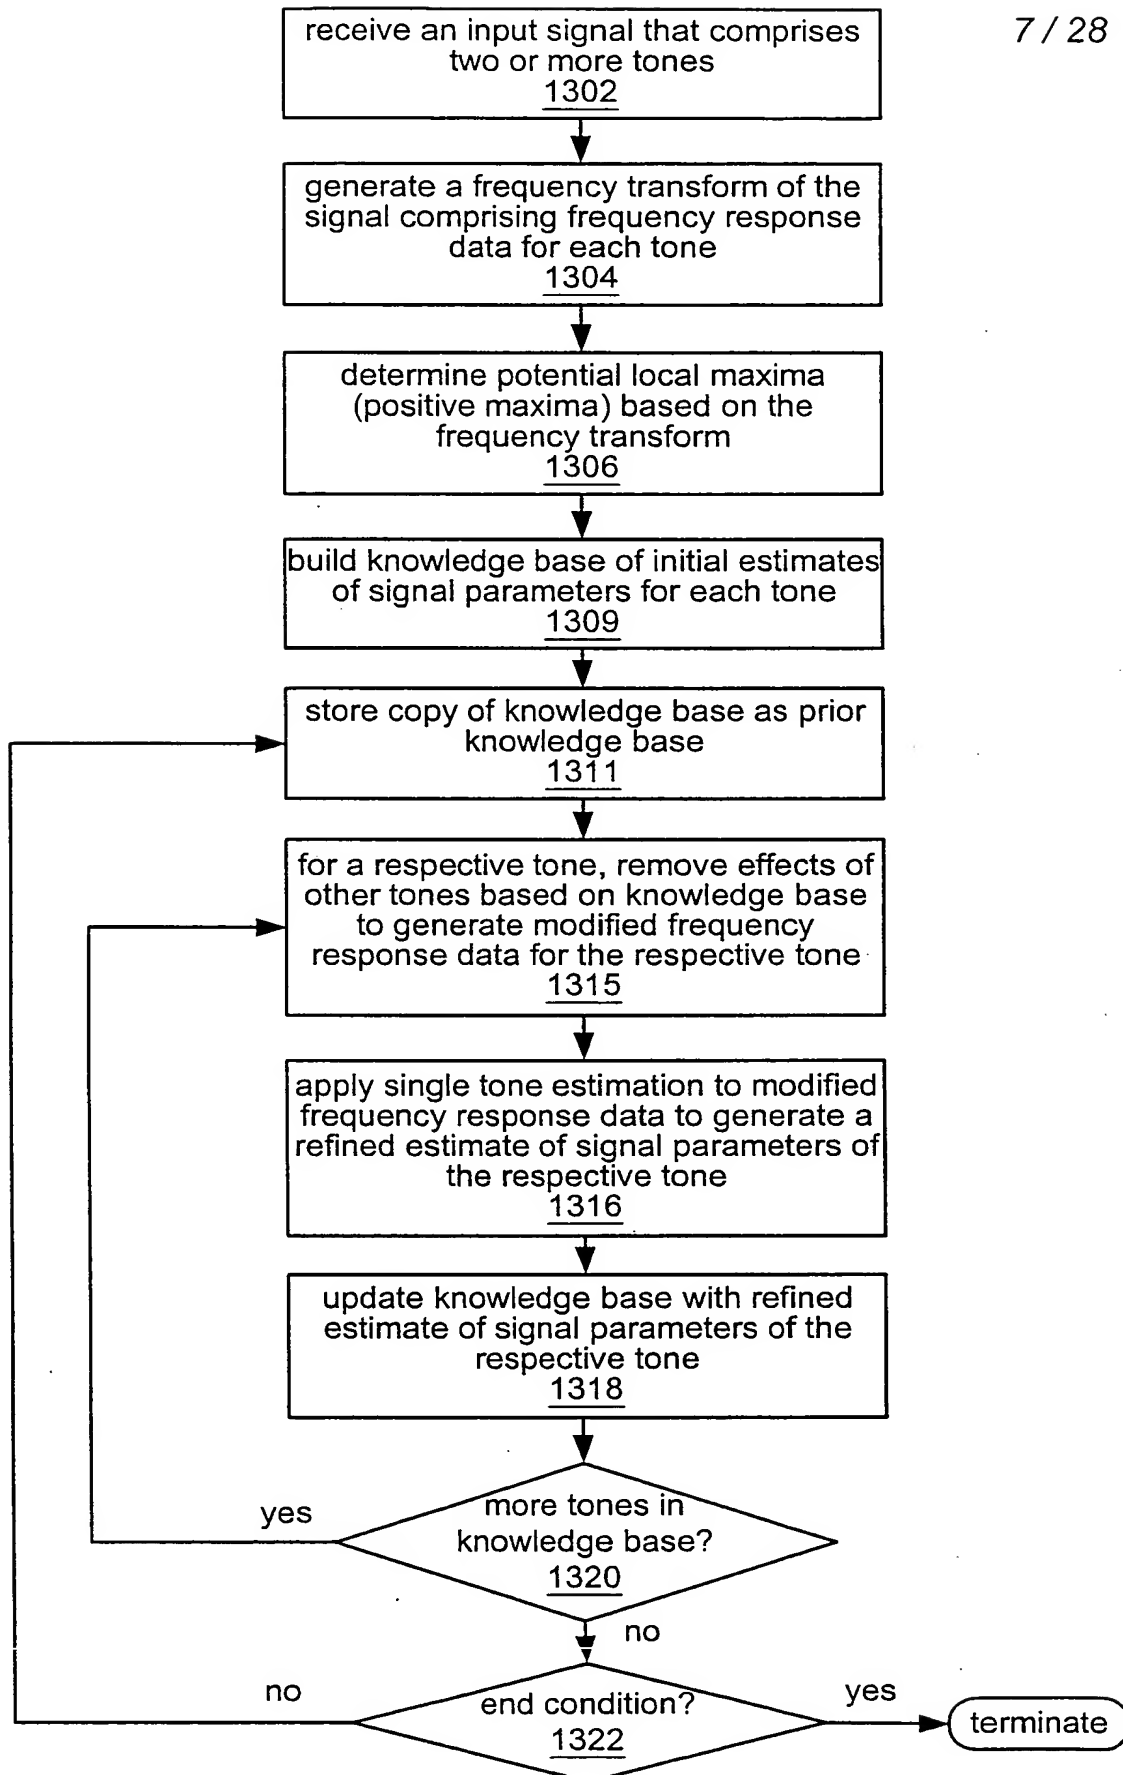 7 / 28
receive an input signal that comprises
two or more tones
1302
generate a frequency transform of the
signal comprising frequency response
data for each tone
1304
determine potential local maxima
(positive maxima) based on the
frequency transform
1306
build knowledge base of initial estimates
of signal parameters for each tone
1309
store copy of knowledge base as prior
knowledge base
1311
for a respective tone, remove effects of
other tones based on knowledge base
to generate modified frequency
response data for the respective tone
1315
apply single tone estimation to modified
frequency response data to generate a
refined estimate of signal parameters of
the respective tone
1316
update knowledge base with refined
estimate of signal parameters of the
respective tone
1318
yes
more tones in
knowledge base?
1320
no
no
end condition?
1322
yes
terminate